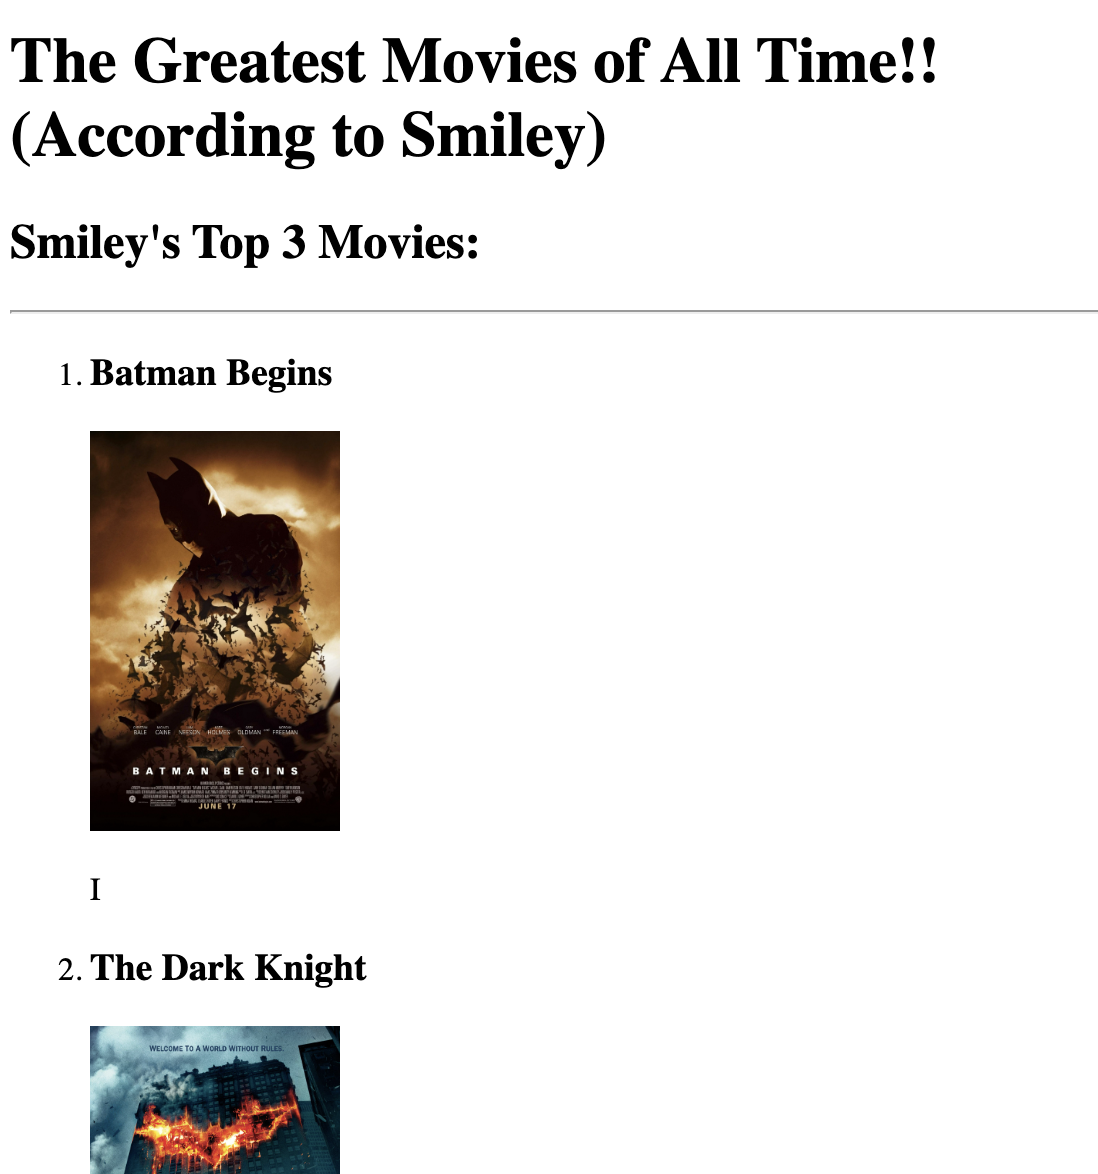 The Greatest Movies of All Time!!
(According to Smiley)
Smiley's Top 3 Movies:
1. Batman Begins
BALE CAINE NEESON HOLMES OLDMAN FREEMAN
BATMAN BEGINS
JUNE 17
I
2. The Dark Knight
WELCOME TO A WORLD WITHOUT RULES.